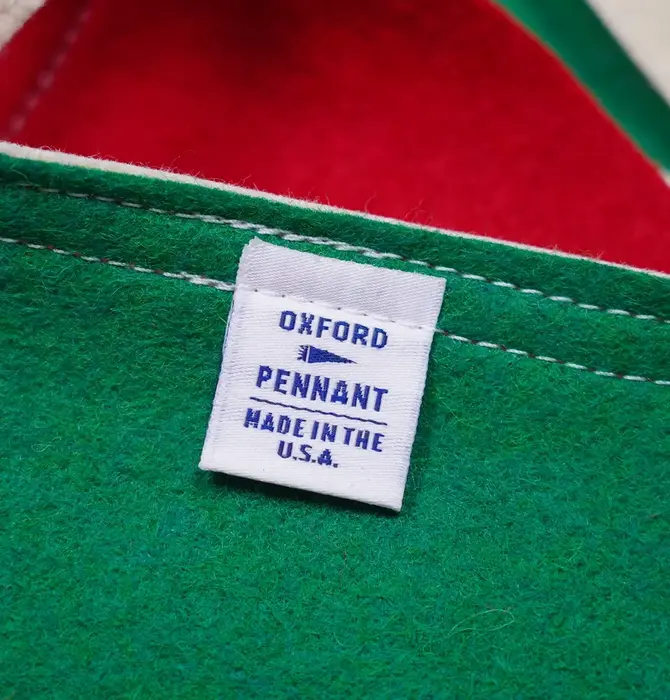 OXFORD
PENNANT
MADE IN THE
U.S.A.